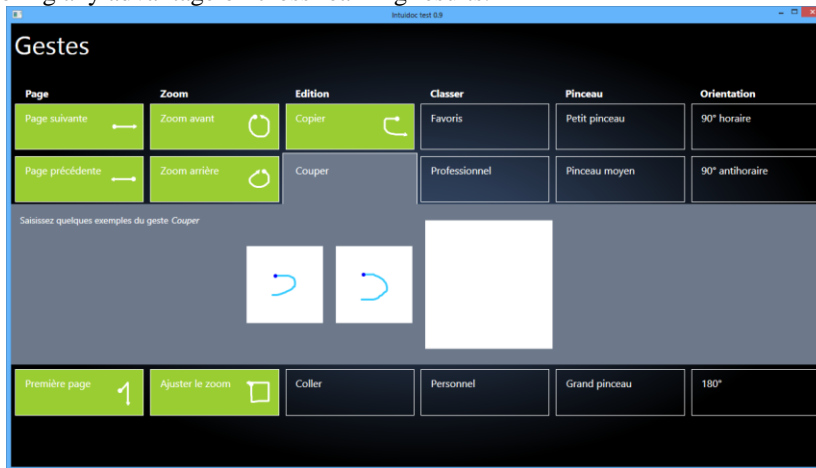 Intuidoc test 0.9
Gestes
Page Zoom Edition Classer Pinceau Orientation
Page suivante Zoom avant Copier Favoris Petit pinceau 90° horaire
Page précédente Zoom arrière Couper Professionnel Pinceau moyen 90° antihoraire
Saisissez quelques exemples du geste Couper
Première page Ajuster le zoom Coller Personnel Grand pinceau 180°